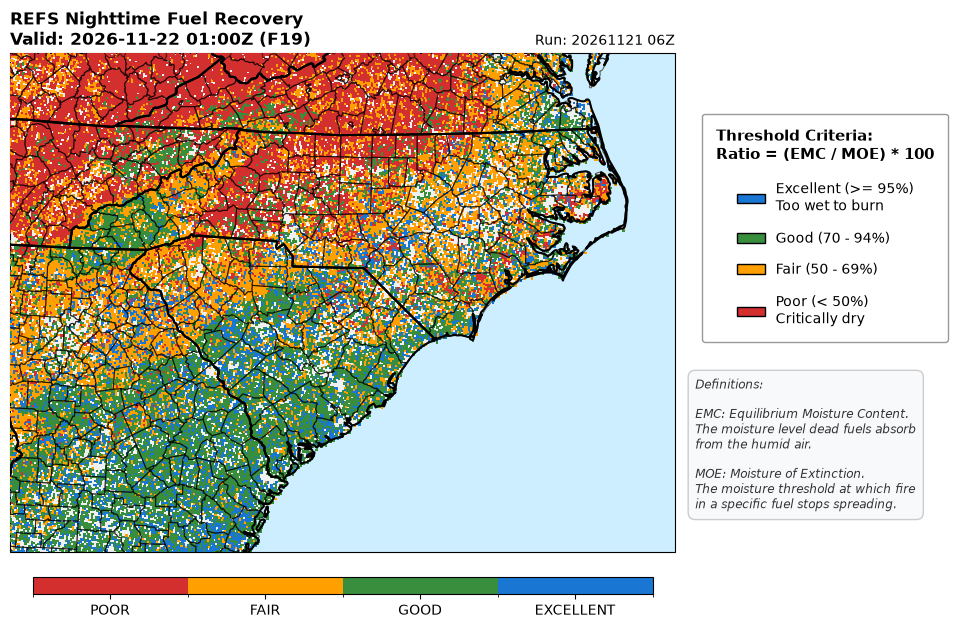 REFS Nighttime Fuel Recovery
Valid: 2026-11-22 01:00Z (F19)
Run: 20261121 06Z
Threshold Criteria:
Ratio = (EMC / MOE) * 100
Excellent (>= 95%)
Too wet to burn
Good (70 - 94%)
Fair (50 - 69%)
Poor (< 50%)
Critically dry
Definitions:
EMC: Equilibrium Moisture Content.
The moisture level dead fuels absorb
from the humid air.
MOE: Moisture of Extinction.
The moisture threshold at which fire
in a specific fuel stops spreading.
POOR
FAIR
GOOD
EXCELLENT